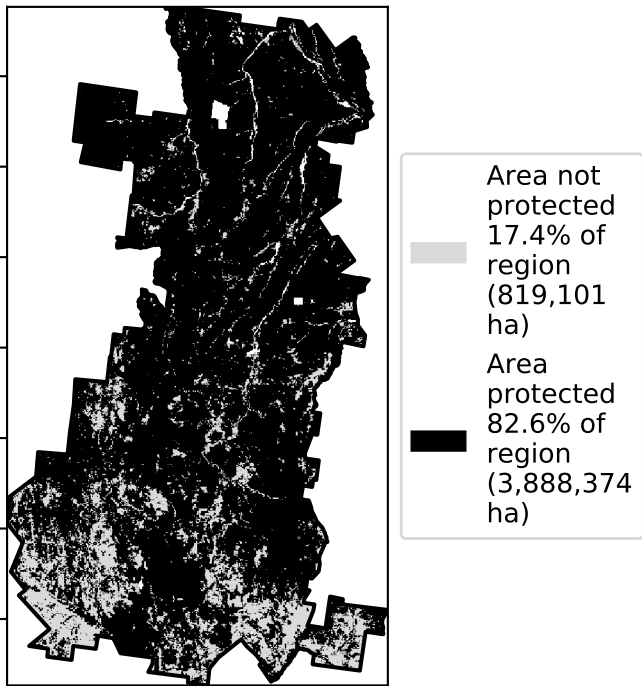 Area not
protected
17.4% of
region
(819,101
ha)
Area
protected
82.6% of
region
(3,888,374
ha)